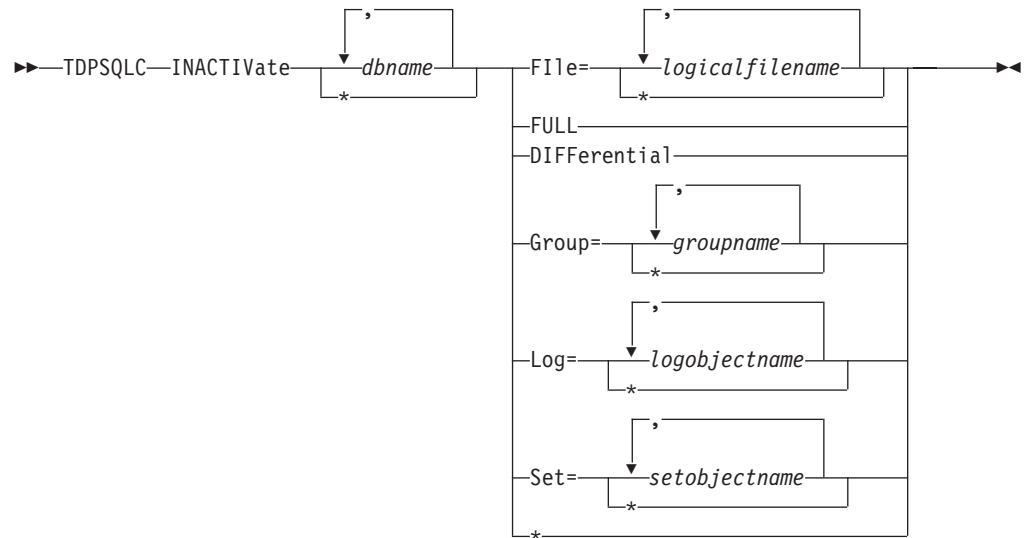 , ,
TDPSQLC INACTIVate dbname FIle= logicalfilename
* *
FULL
DIFFerential
,
Group= groupname
*
,
Log= logobjectname
*
,
Set= setobjectname
*
*